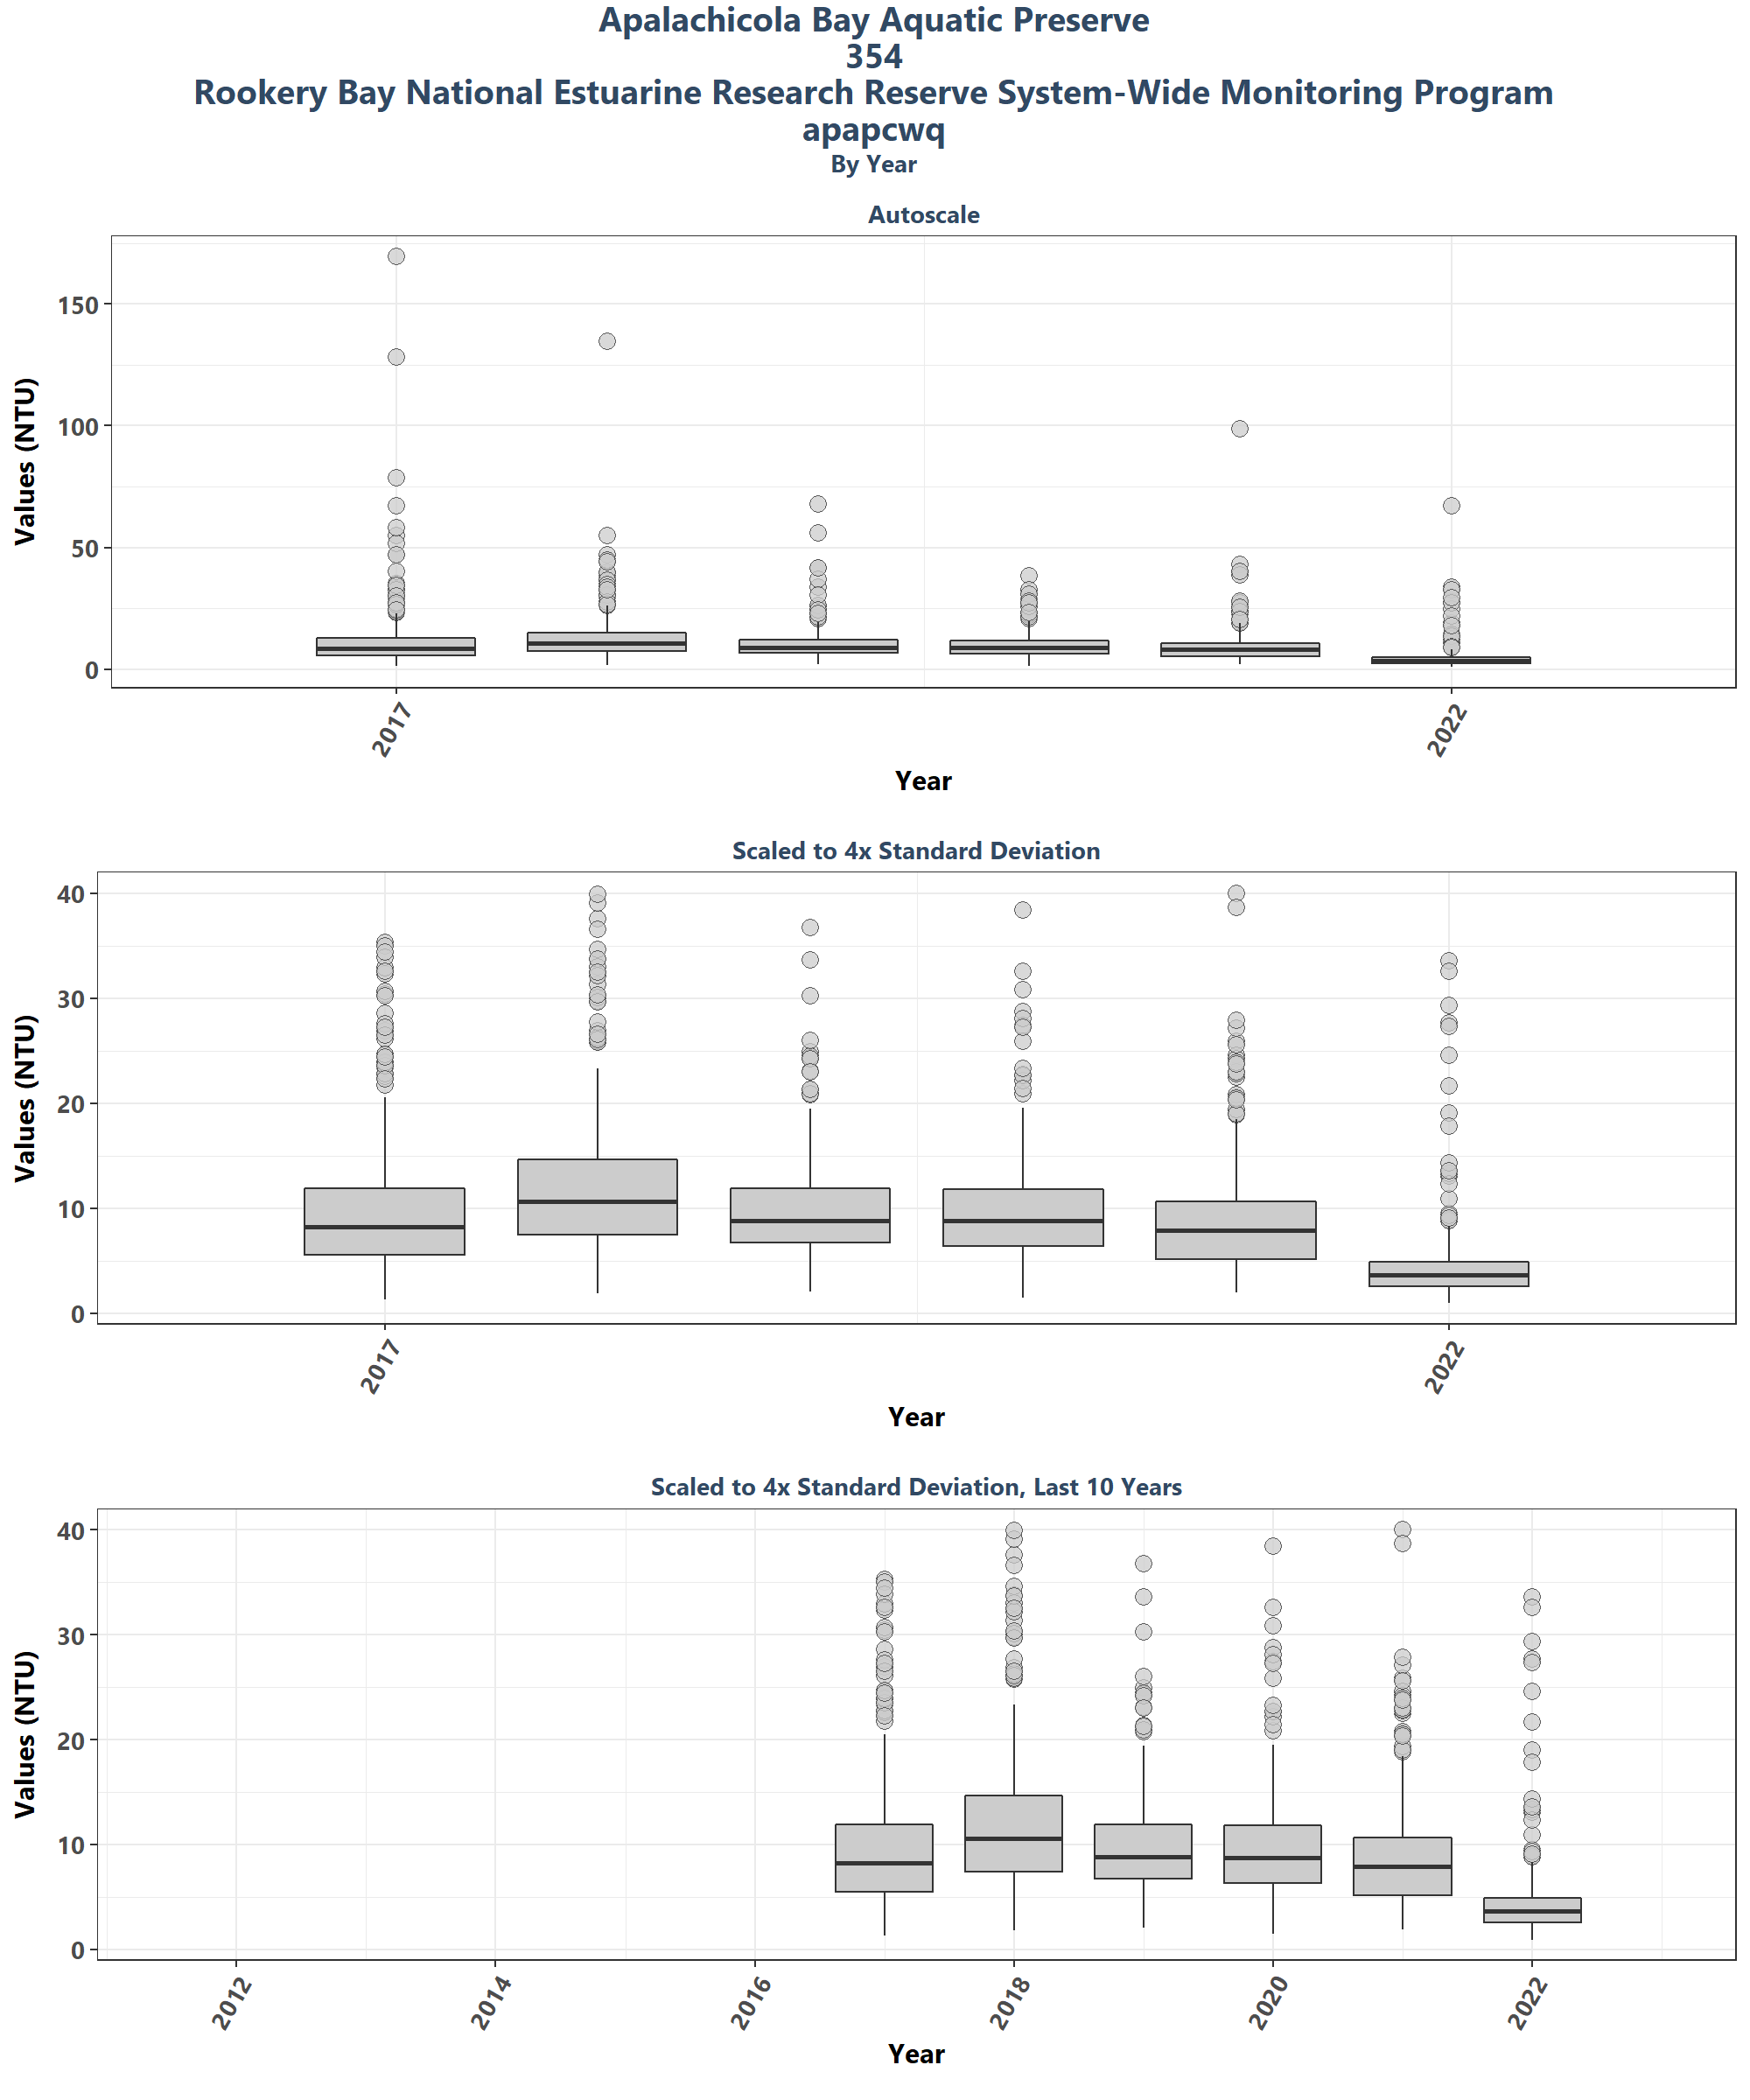 Apalachicola Bay Aquatic Preserve
354
Rookery Bay National Estuarine Research Reserve System-Wide Monitoring Program
apapcwq
By Year
Autoscale
Values (NTU)
150
100
50
0
2017
2022
Year
Scaled to 4x Standard Deviation
Values (NTU)
40
30
20
10
0
2017
2022
Year
Scaled to 4x Standard Deviation, Last 10 Years
Values (NTU)
40
30
20
10
0
2012
2014
2016
2018
2020
2022
Year